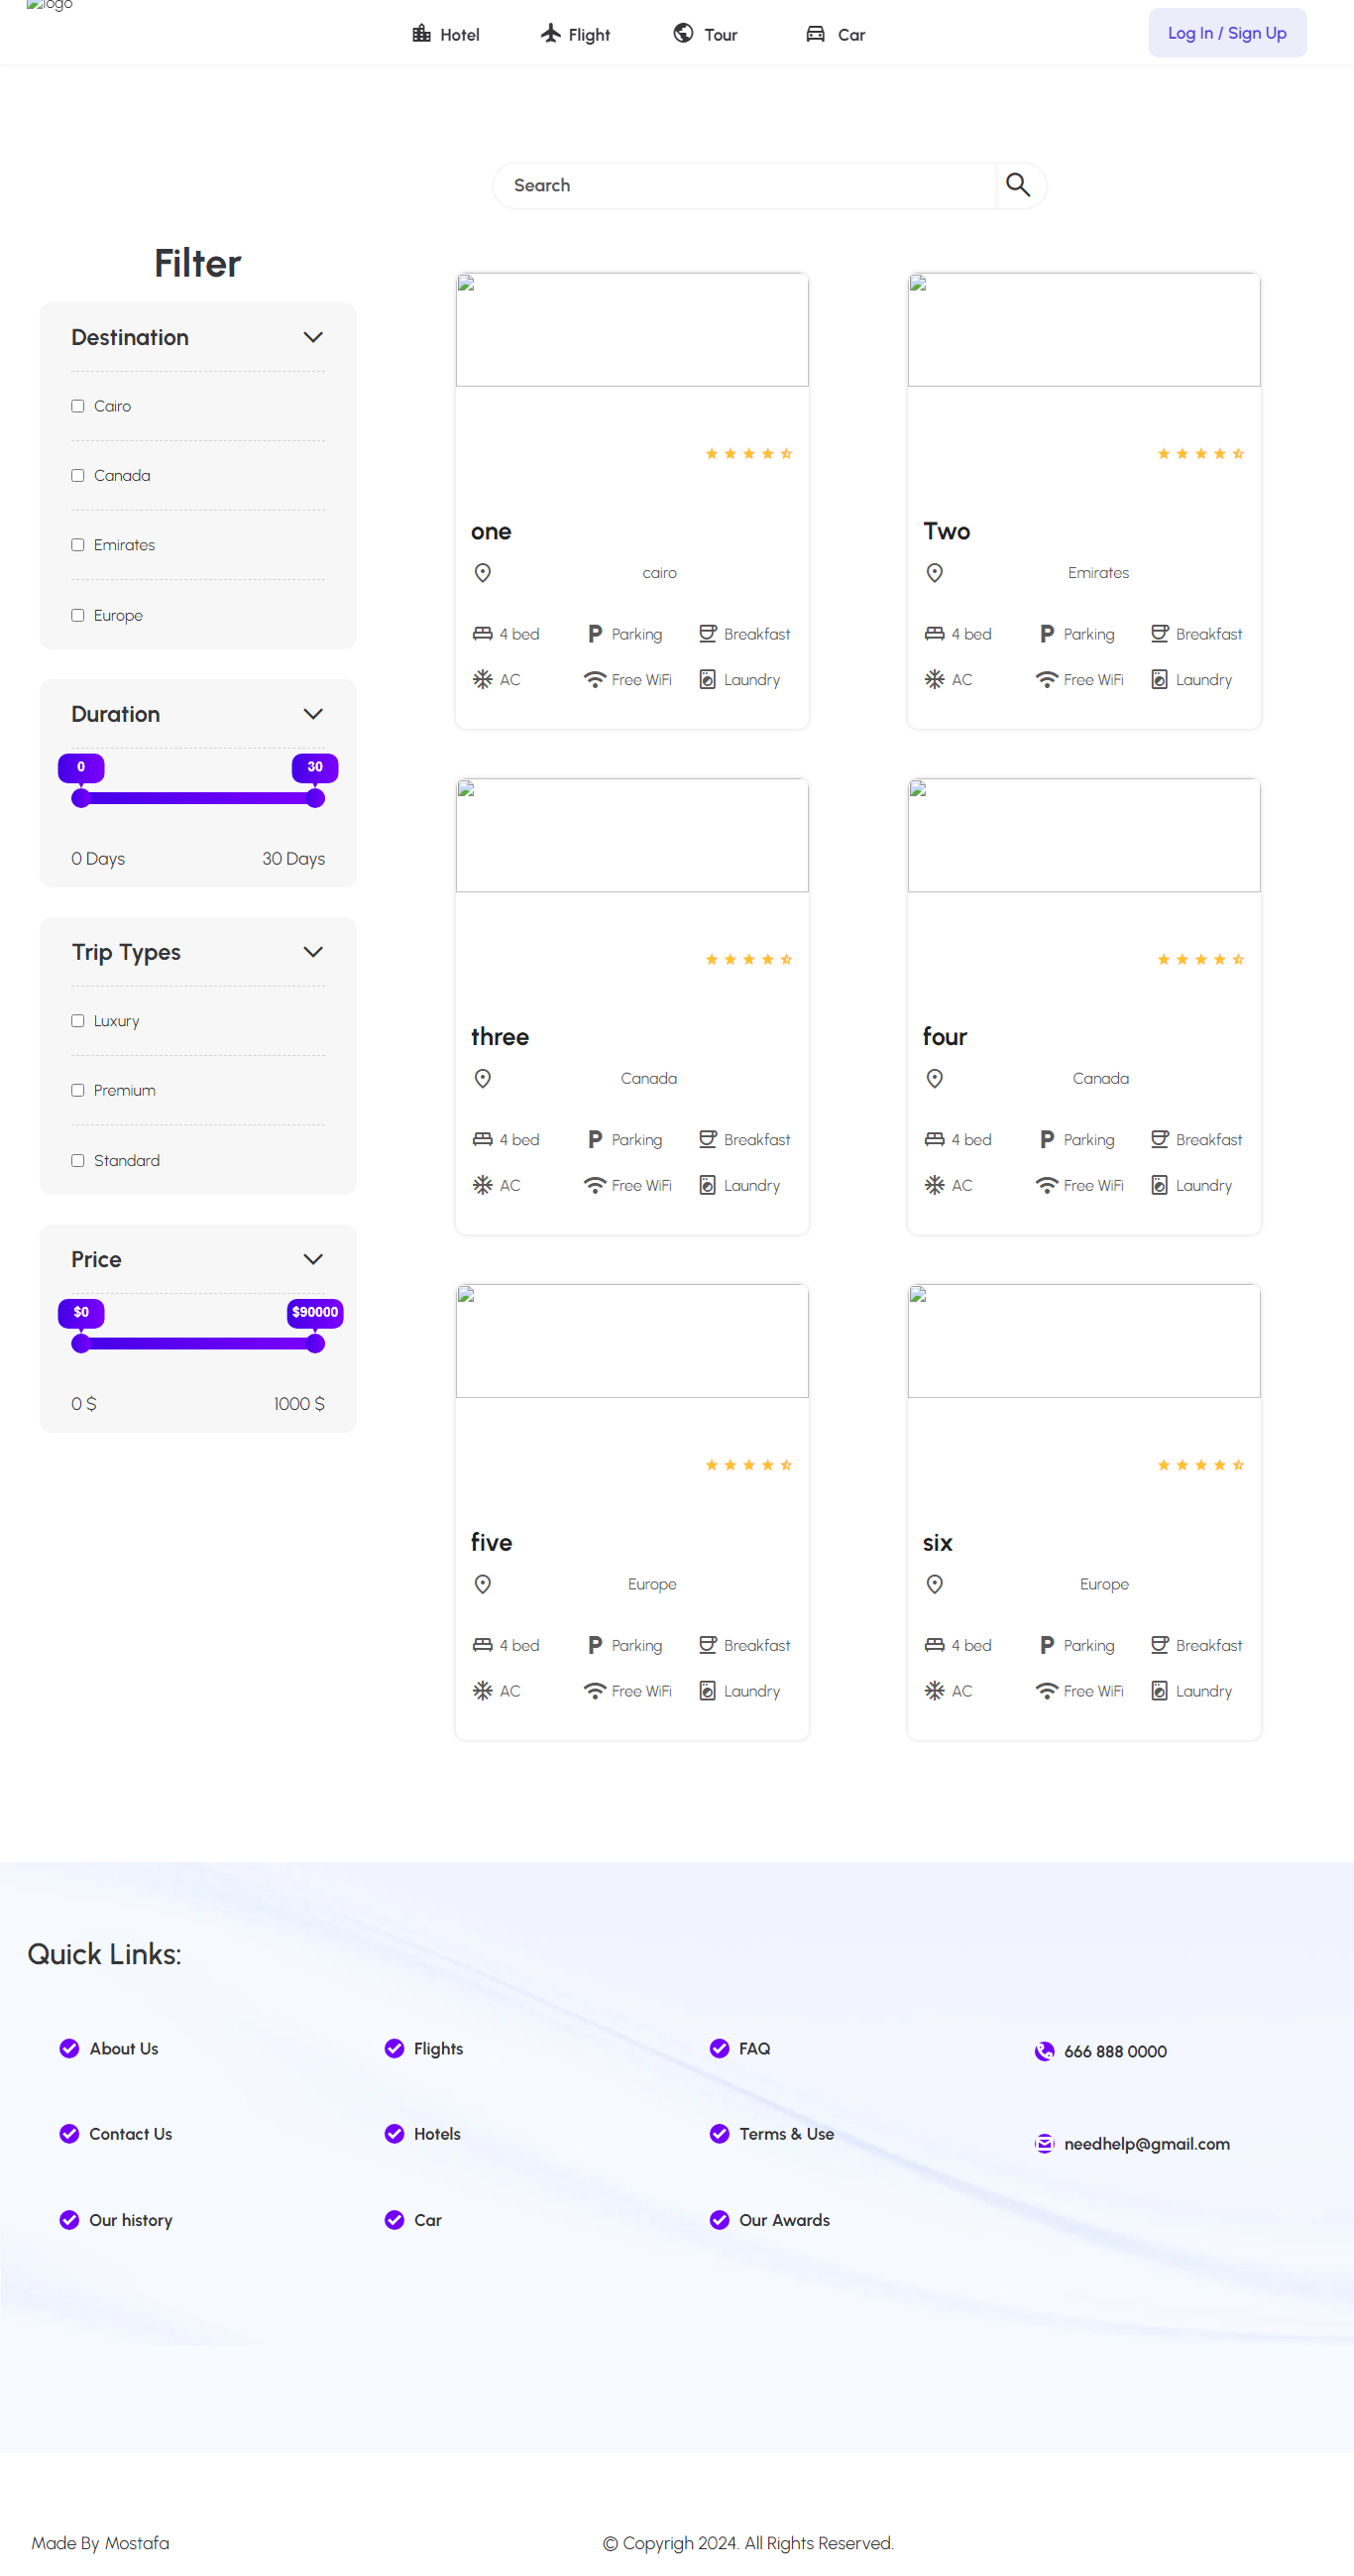 logo
Hotel
Flight
Tour
Car
Log In / Sign Up
Search
Filter
Destination
Cairo
Canada
Emirates
Europe
Duration
0
30
0 Days
30 Days
Trip Types
Luxury
Premium
Standard
Price
$0
$90000
0 $
1000 $
one
cairo
4 bed
Parking
Breakfast
AC
Free WiFi
Laundry
Two
Emirates
4 bed
Parking
Breakfast
AC
Free WiFi
Laundry
three
Canada
4 bed
Parking
Breakfast
AC
Free WiFi
Laundry
four
Canada
4 bed
Parking
Breakfast
AC
Free WiFi
Laundry
five
Europe
4 bed
Parking
Breakfast
AC
Free WiFi
Laundry
six
Europe
4 bed
Parking
Breakfast
AC
Free WiFi
Laundry
Quick Links:
About Us
Contact Us
Our history
Flights
Hotels
Car
FAQ
Terms & Use
Our Awards
666 888 0000
needhelp@gmail.com
Made By Mostafa
© Copyrigh 2024. All Rights Reserved.